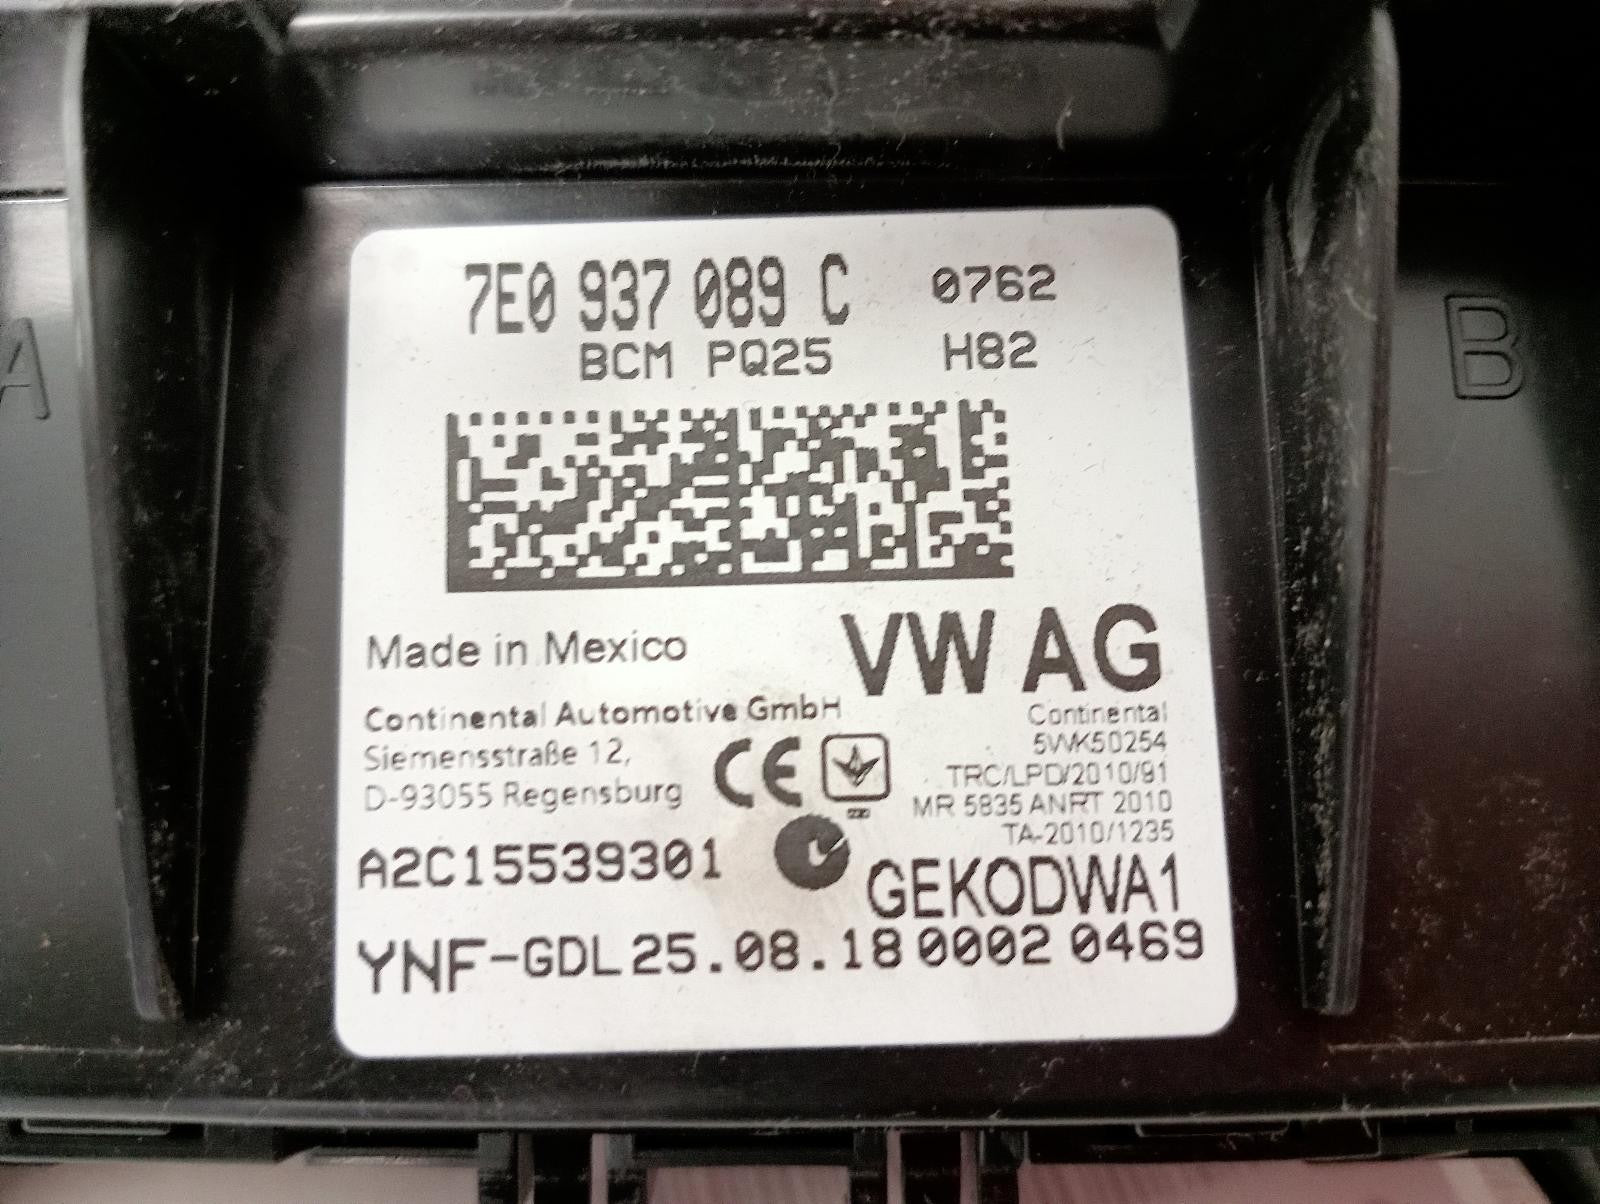 A
B
7E0 937 089 C 0762
BCM PQ25 H82
Made in Mexico
VW AG
Continental Automotive GmbH
Siemensstraße 12,
D-93055 Regensburg
CE
Continental
5WK50254
TRC/LPD/2010/91
MR 5835 ANRT 2010
TA-2010/1235
A2C15539301
GEKODWA1
YNF-GDL 25.08.18 00020469